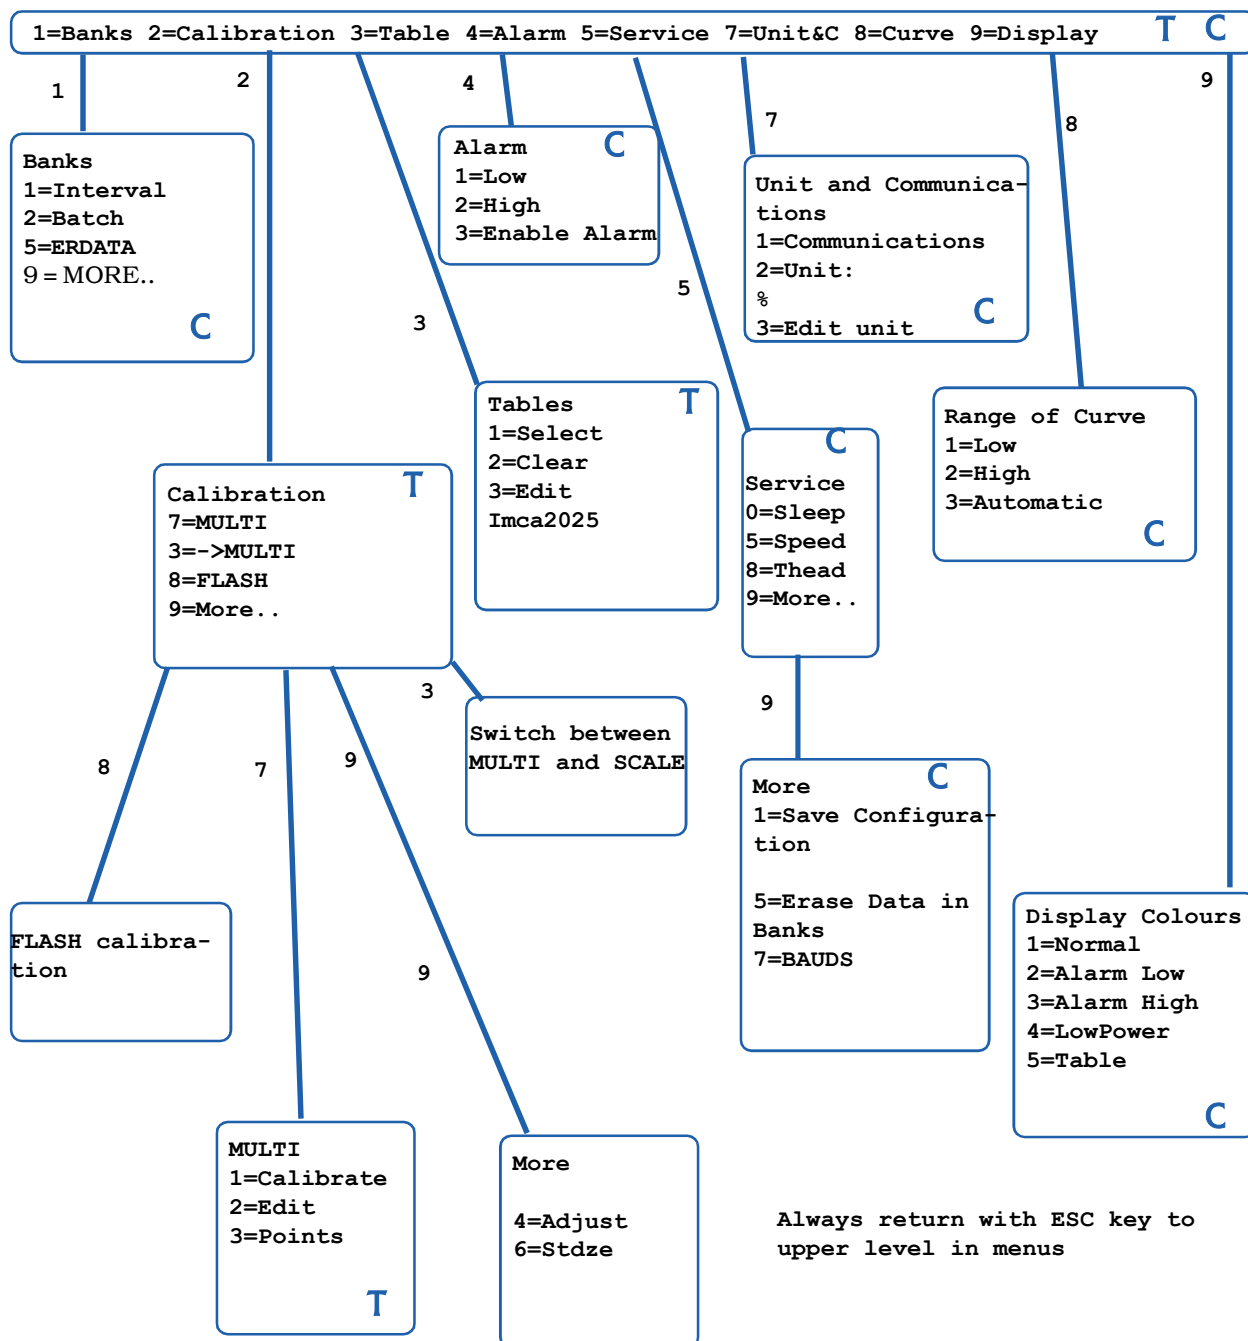 1=Banks 2=Calibration 3=Table 4=Alarm 5=Service 7=Unit&C 8=Curve 9=Display T C
1
2
4
7
8
9
Banks
1=Interval
2=Batch
5=ERDATA
9 = MORE..
C
Alarm C
1=Low
2=High
3=Enable Alarm
Unit and Communica-
tions
1=Communications
2=Unit:
%
3=Edit unit
C
3
5
Tables T
1=Select
2=Clear
3=Edit
Imca2025
Range of Curve
1=Low
2=High
3=Automatic
C
Calibration T
7=MULTI
3=->MULTI
8=FLASH
9=More..
C
Service
0=Sleep
5=Speed
8=Thead
9=More..
3
Switch between
MULTI and SCALE
8
7
9
9
More C
1=Save Configura-
tion
5=Erase Data in
Banks
7=BAUDS
FLASH calibra-
tion
9
Display Colours
1=Normal
2=Alarm Low
3=Alarm High
4=LowPower
5=Table
C
MULTI
1=Calibrate
2=Edit
3=Points
T
More
4=Adjust
6=Stdze
Always return with ESC key to
upper level in menus